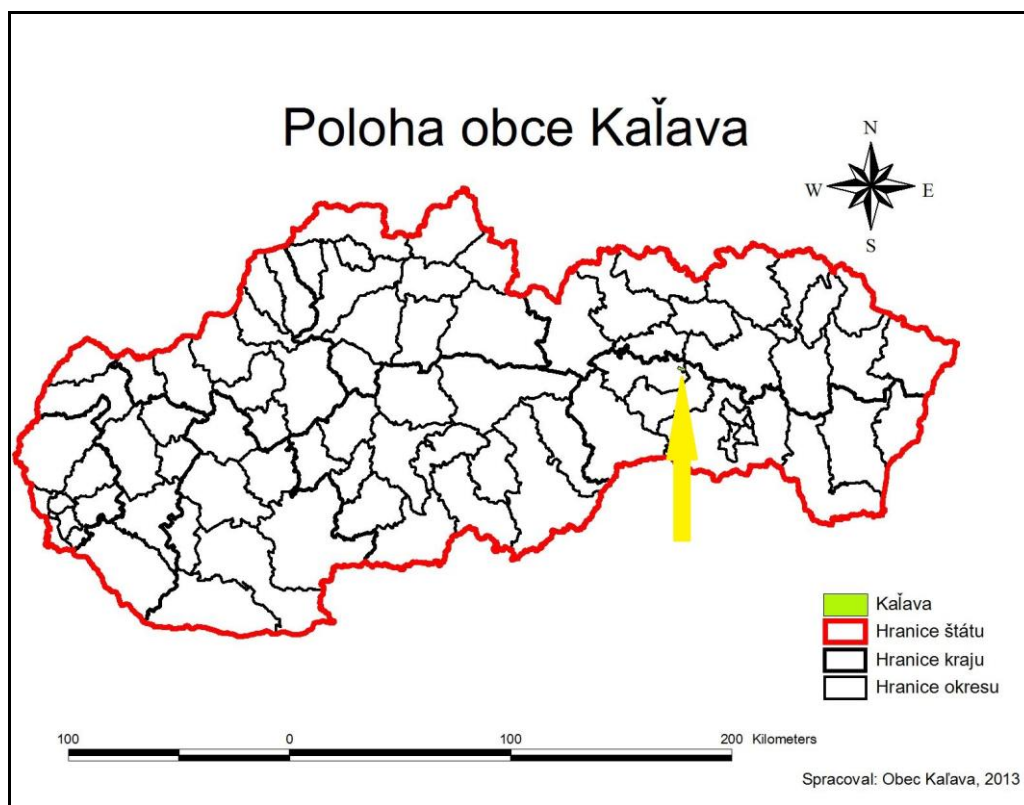 Poloha obce Kaľava
N
W E
S
Kaľava
Hranice štátu
Hranice kraju
Hranice okresu
100 0 100 200 Kilometers
Spracoval: Obec Kaľava, 2013